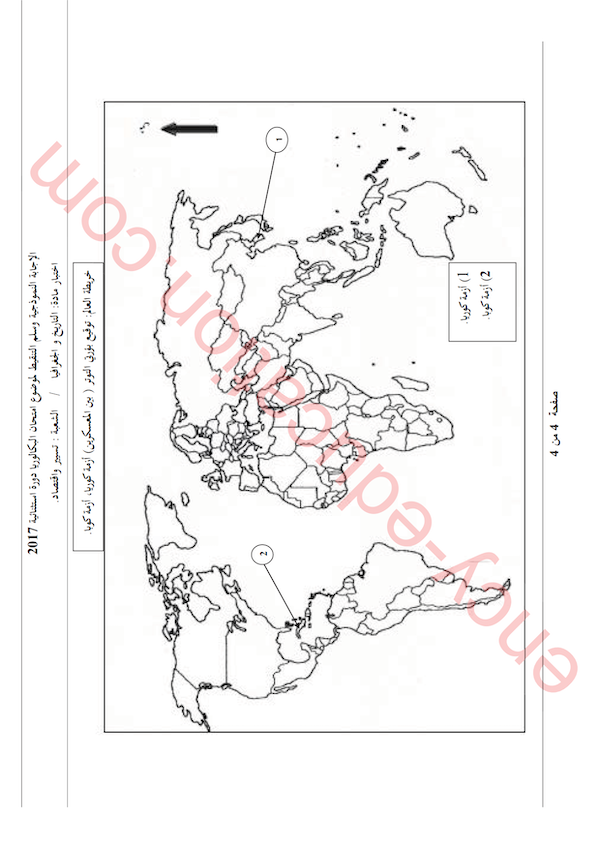 الإجابة النموذجية وسلم التنقيط لموضوع امتحان البكالوريا دورة استثنائية 2017
اختبار مادة: التاريخ و الجغرافيا / الشعبة : تسيير واقتصاد.
خريطة العالم: توقيع بؤرتي التوتر ( بين المعسكرين) أزمة كوريا، أزمة كوبا.
ش
1
2
1) أزمة كوريا.
2) أزمة كوبا.
صفحة 4 من 4
ency-education.com